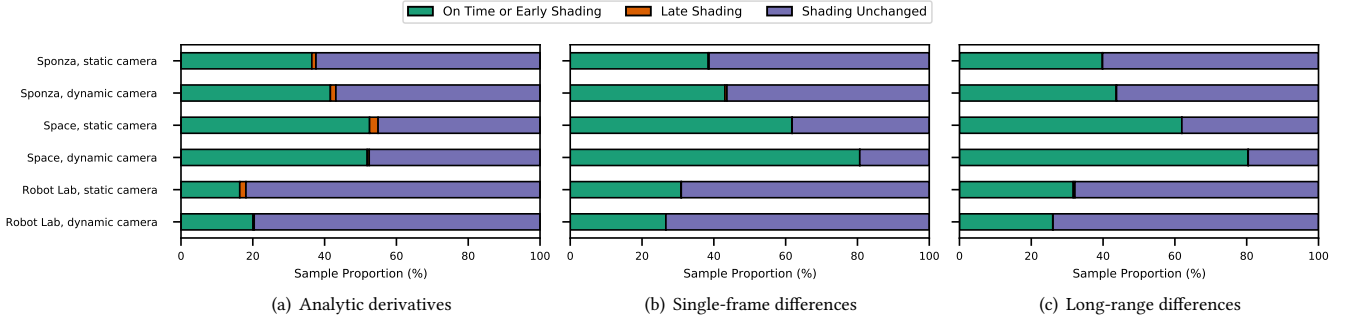 On Time or Early Shading Late Shading Shading Unchanged
Sponza, static camera
Sponza, dynamic camera
Space, static camera
Space, dynamic camera
Robot Lab, static camera
Robot Lab, dynamic camera
0 20 40 60 80 100
Sample Proportion (%)
(a) Analytic derivatives
0 20 40 60 80 100
Sample Proportion (%)
(b) Single-frame differences
0 20 40 60 80 100
Sample Proportion (%)
(c) Long-range differences